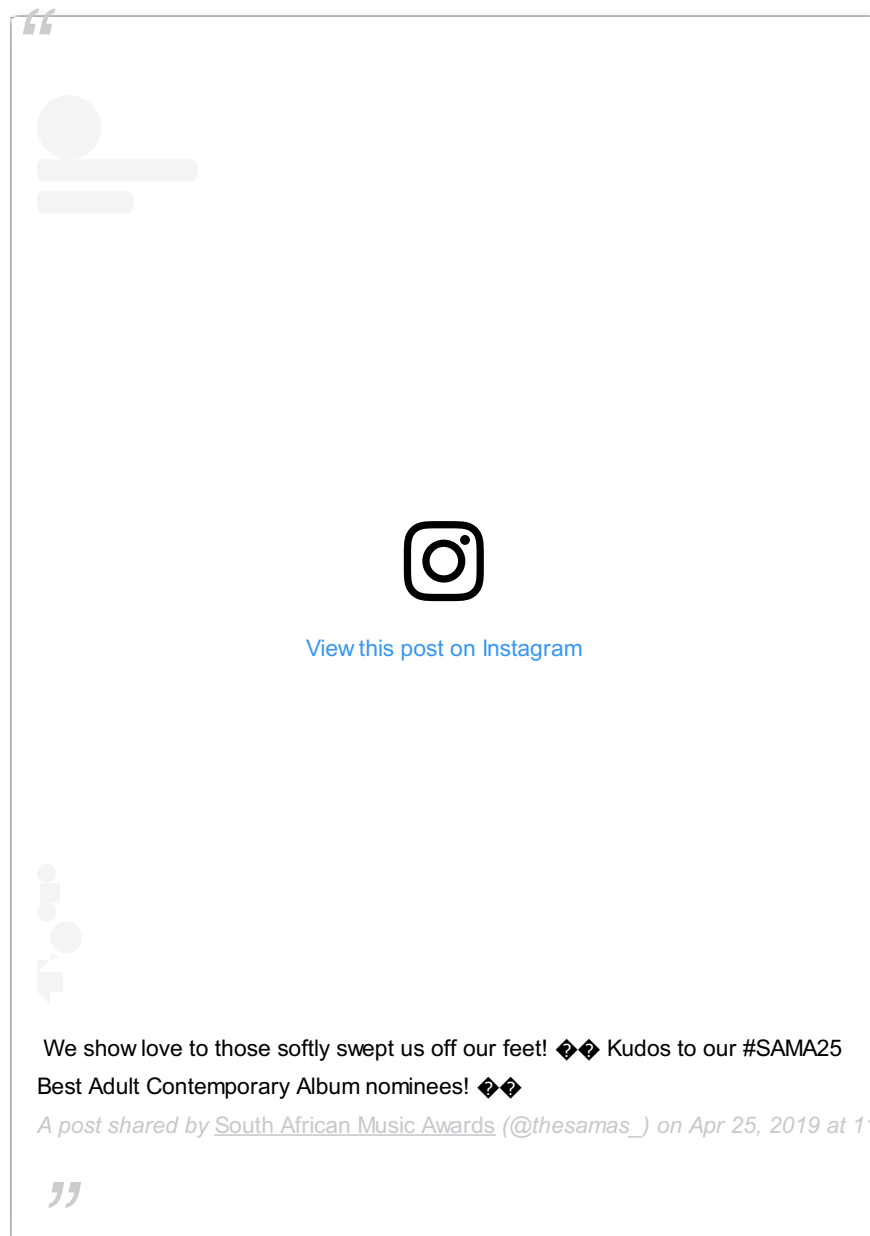 “
View this post on Instagram
We show love to those softly swept us off our feet! �� Kudos to our #SAMA25
Best Adult Contemporary Album nominees! ��
A post shared by South African Music Awards (@thesamas_) on Apr 25, 2019 at 1
”